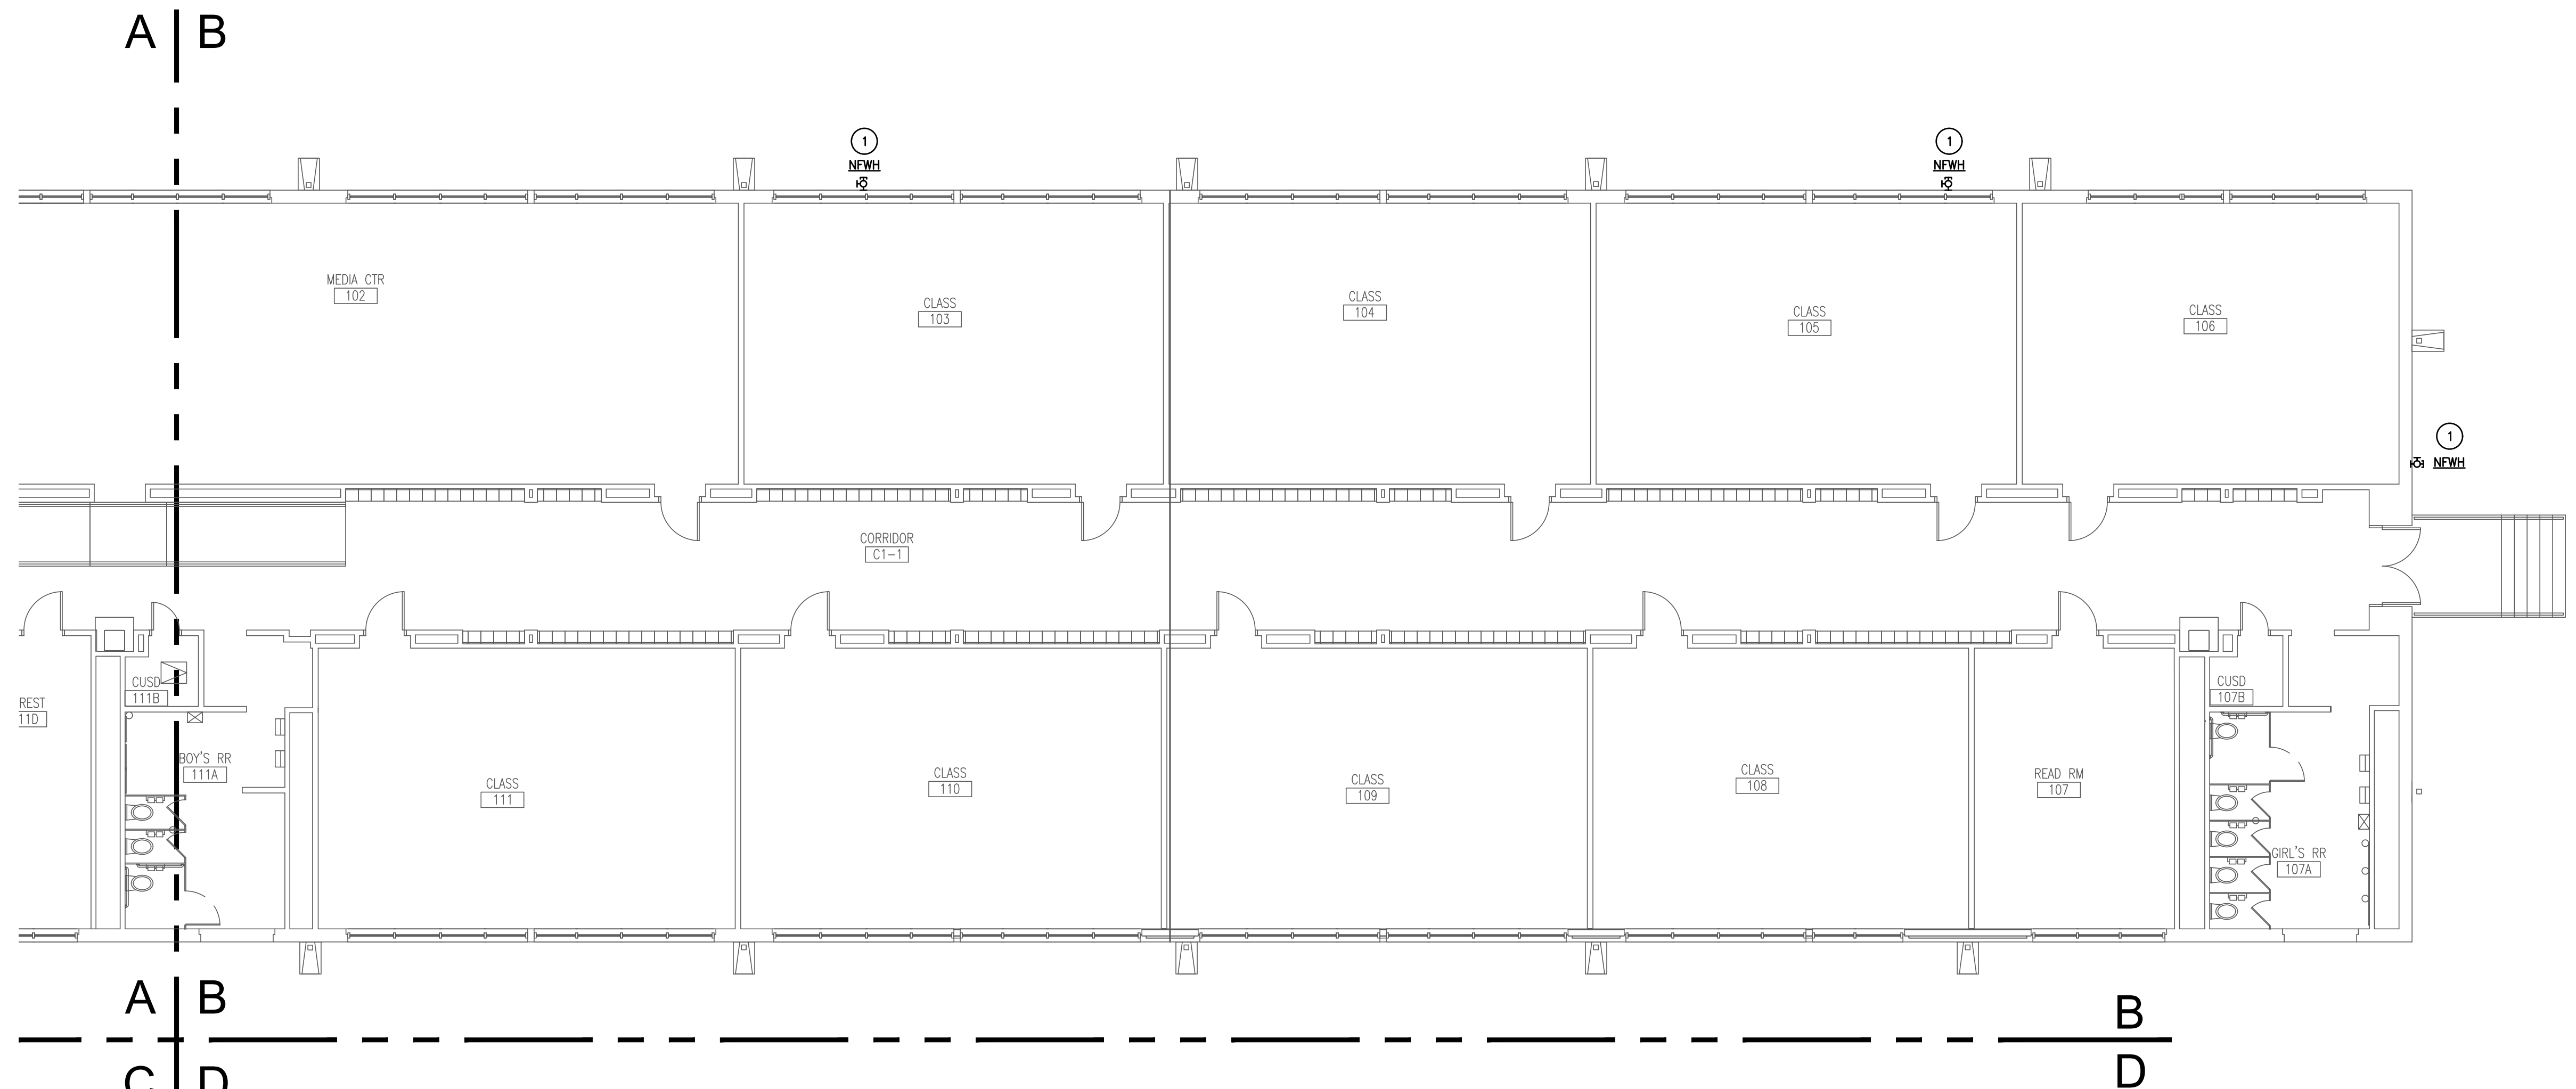 A B
1
NFWH
1
NFWH
MEDIA CTR
102
CLASS
103
CLASS
104
CLASS
105
CLASS
106
1
NFWH
CORRIDOR
C1-1
REST
11D
CUSD
111B
BOY'S RR
111A
CLASS
111
CLASS
110
CLASS
109
CLASS
108
READ RM
107
CUSD
107B
GIRL'S RR
107A
A B
B
C D
D